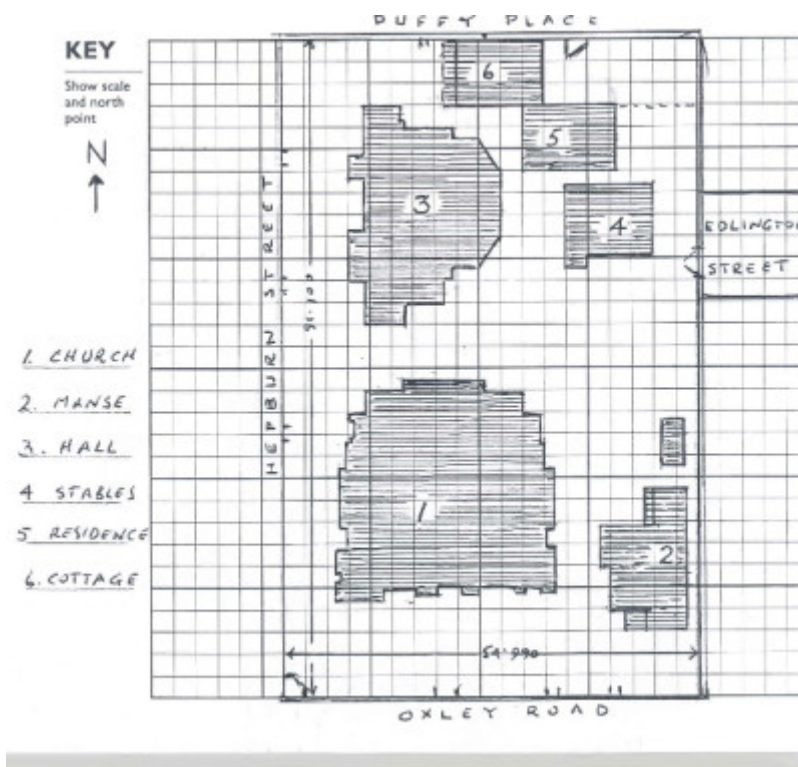 DUFFY PLACE
KEY
Show scale
and north
point
N
6
5
3
4
EDLINGTON
STREET
HEPBURN STREET
1. CHURCH
2. MANSE
3. HALL
4 STABLES
5 RESIDENCE
6. COTTAGE
1
2
54.990
OXLEY ROAD